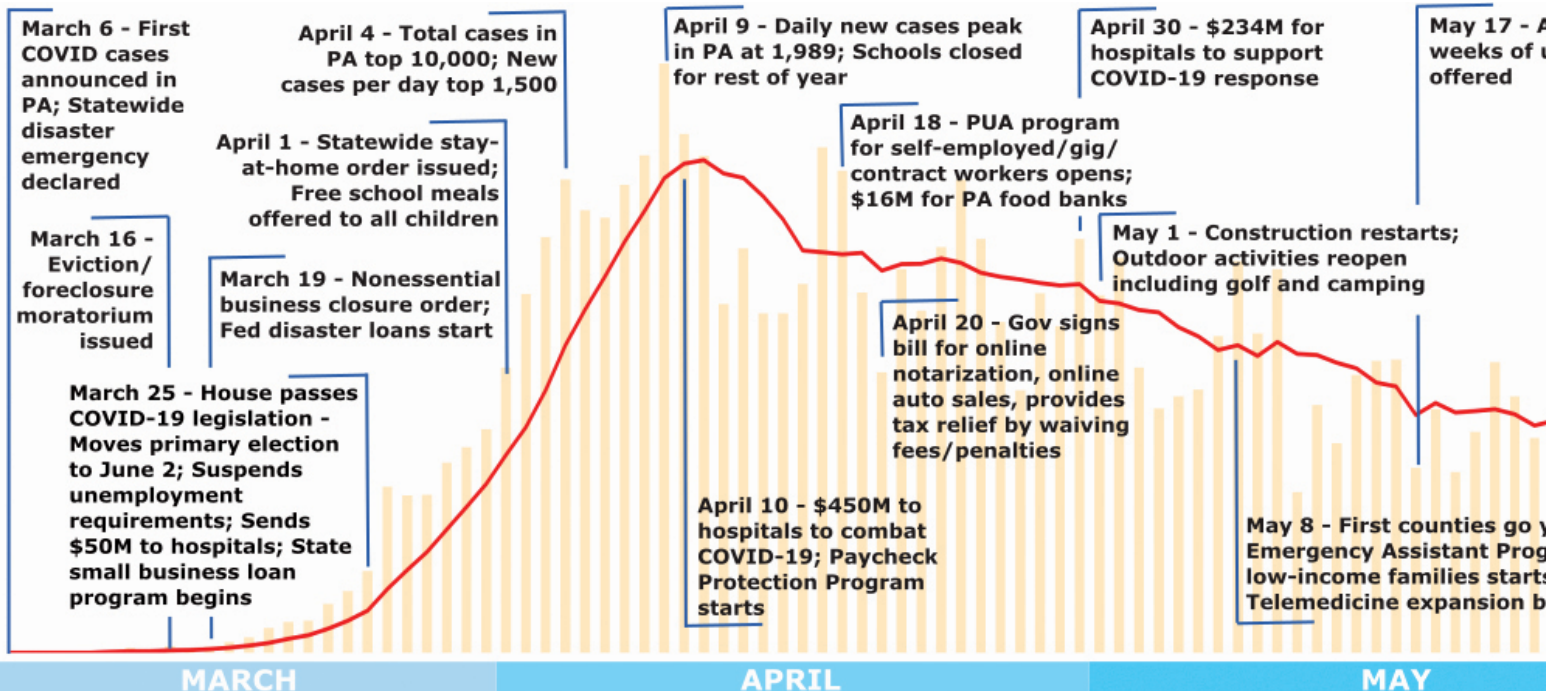 March 6 - First
COVID cases
announced in
PA; Statewide
disaster
emergency
declared
March 16 -
Eviction/
foreclosure
moratorium
issued
March 19 - Nonessential
business closure order;
Fed disaster loans start
March 25 - House passes
COVID-19 legislation -
Moves primary election
to June 2; Suspends
unemployment
requirements; Sends
$50M to hospitals; State
small business loan
program begins
April 1 - Statewide stay-
at-home order issued;
Free school meals
offered to all children
April 4 - Total cases in
PA top 10,000; New
cases per day top 1,500
April 9 - Daily new cases peak
in PA at 1,989; Schools closed
for rest of year
April 10 - $450M to
hospitals to combat
COVID-19; Paycheck
Protection Program
starts
April 18 - PUA program
for self-employed/gig/
contract workers opens;
$16M for PA food banks
April 20 - Gov signs
bill for online
notarization, online
auto sales, provides
tax relief by waiving
fees/penalties
April 30 - $234M for
hospitals to support
COVID-19 response
May 1 - Construction restarts;
Outdoor activities reopen
including golf and camping
May 8 - First counties go
Emergency Assistant
low-income families
Telemedicine expansion
May 17 -
weeks of
offered
MARCH
APRIL
MAY